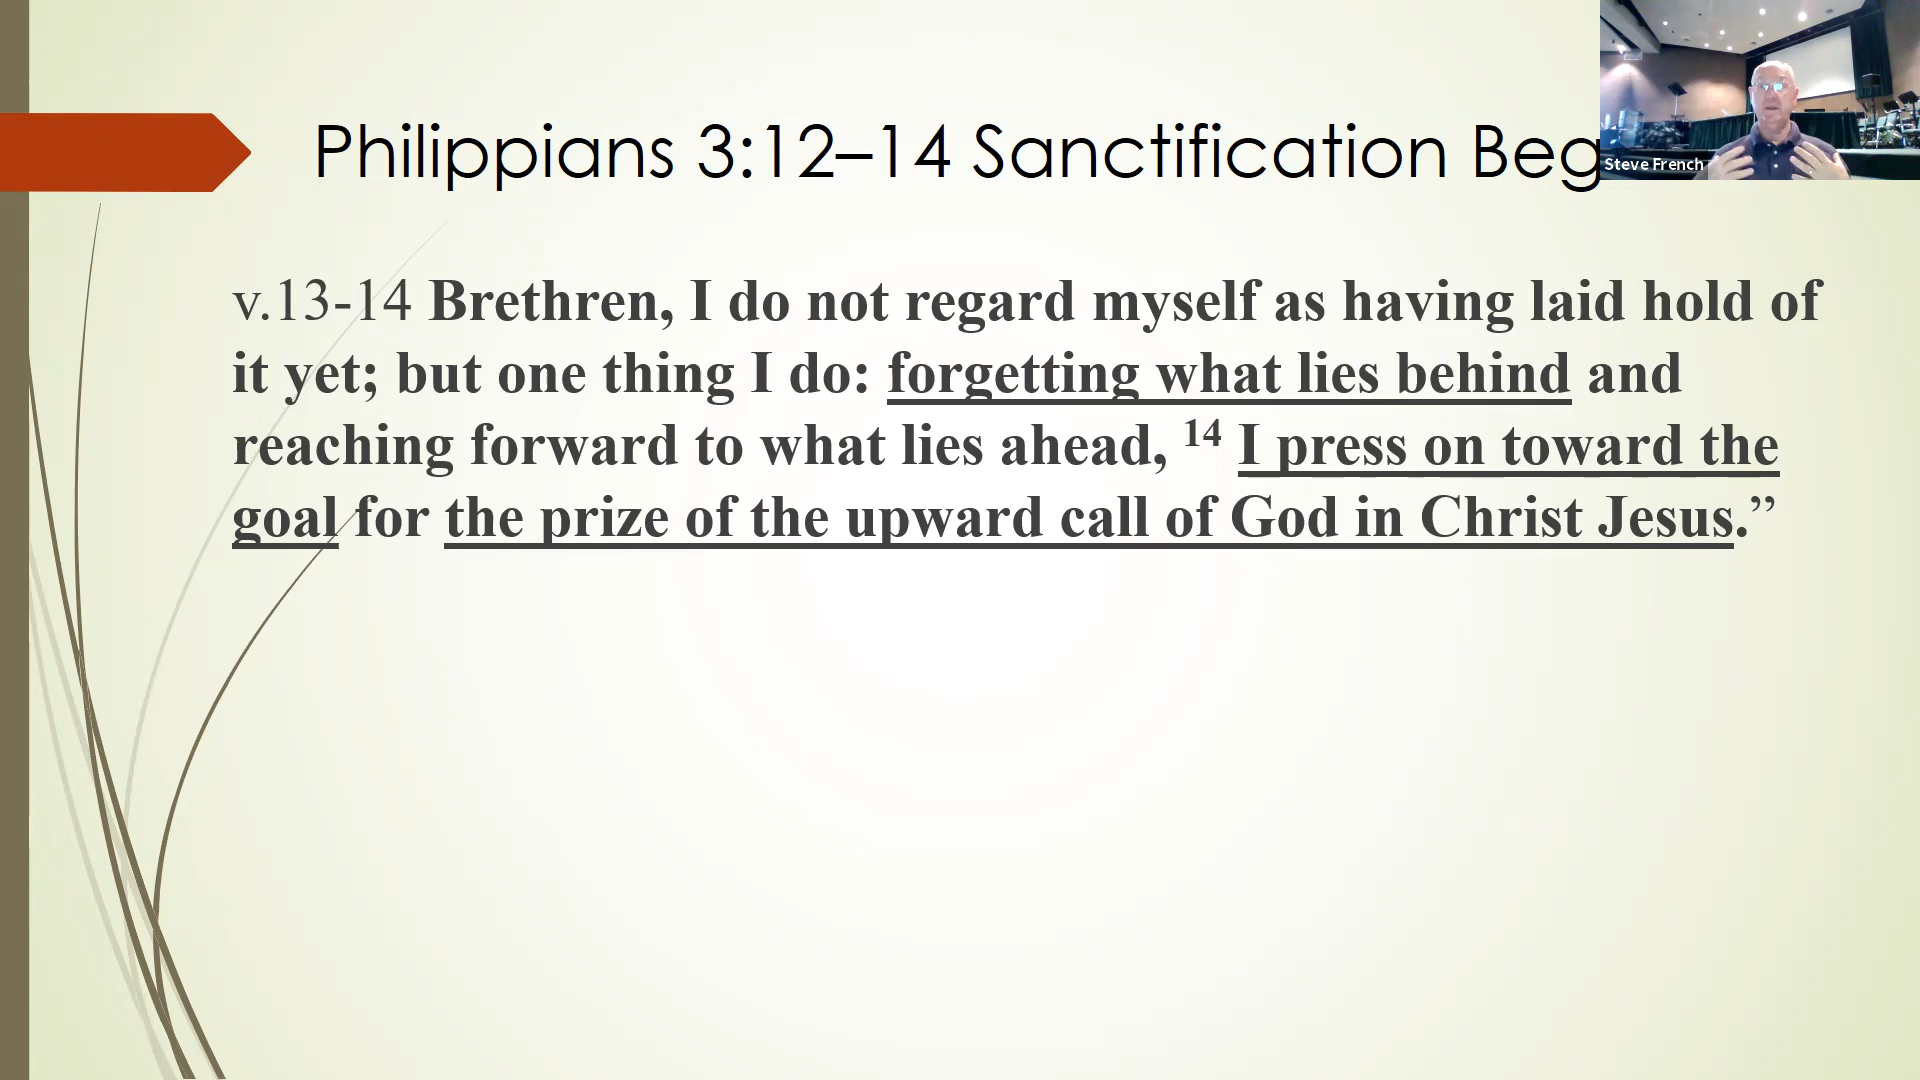 Philippians 3:12–14 Sanctification Beg
Steve French
v.13-14 Brethren, I do not regard myself as having laid hold of
it yet; but one thing I do: forgetting what lies behind and
reaching forward to what lies ahead, 14 I press on toward the
goal for the prize of the upward call of God in Christ Jesus.”